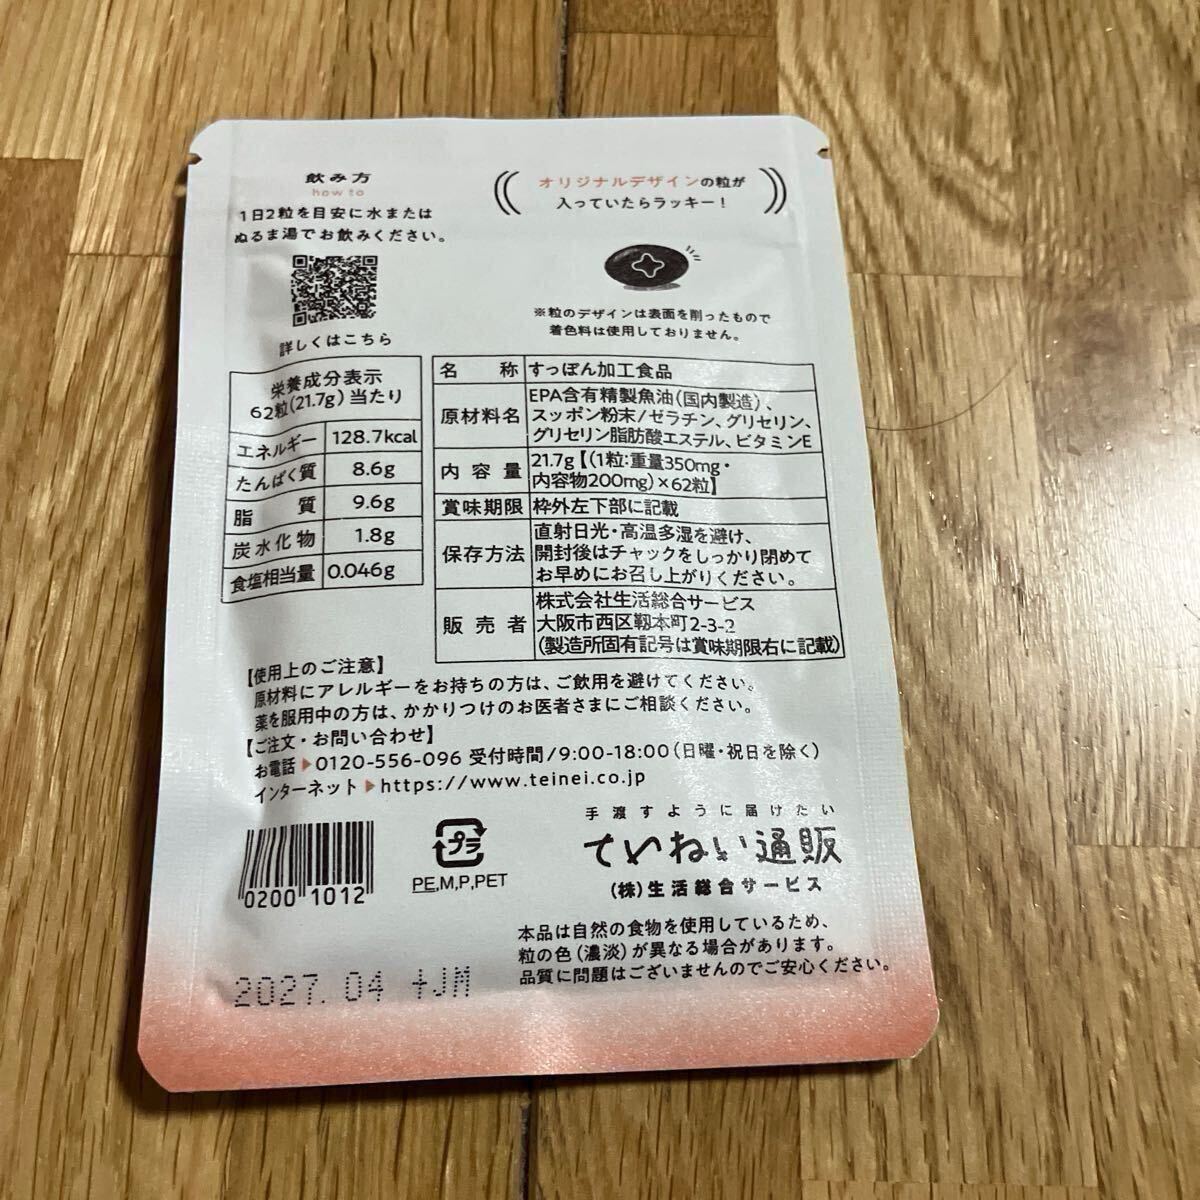 飲み方
how to
1日2粒を目安に水または
ぬるま湯でお飲みください。
詳しくはこちら
オリジナルデザインの粒が
入っていたらラッキー！
※粒のデザインは表面を削ったもので
着色料は使用しておりません。
栄養成分表示
62粒(21.7g)当たり
エネルギー 128.7kcal
たんぱく質 8.6g
脂質 9.6g
炭水化物 1.8g
食塩相当量 0.046g
名称 すっぽん加工食品
原材料名 EPA含有精製魚油（国内製造）、
スッポン粉末/ゼラチン、グリセリン、
グリセリン脂肪酸エステル、ビタミンE
内容量 21.7g【（1粒：重量350mg・
内容物200mg）×62粒】
賞味期限 枠外左下部に記載
保存方法 直射日光・高温多湿を避け、
開封後はチャックをしっかり閉めて
お早めにお召し上がりください。
販売者 株式会社生活総合サービス
大阪市西区靱本町2-3-2
（製造所固有記号は賞味期限右に記載）
【使用上のご注意】
原材料にアレルギーをお持ちの方は、ご飲用を避けてください。
薬を服用中の方は、かかりつけのお医者さまにご相談ください。
【ご注文・お問い合わせ】
お電話▶0120-556-096 受付時間/9:00-18:00（日曜・祝日を除く）
インターネット▶https://www.teinei.co.jp
0200 1012
プラ
PE,M,P,PET
手渡すように届けたい
ていねい通販
（株）生活総合サービス
本品は自然の食物を使用しているため、
粒の色（濃淡）が異なる場合があります。
品質に問題はございませんのでご安心ください。
2027.04 +JM